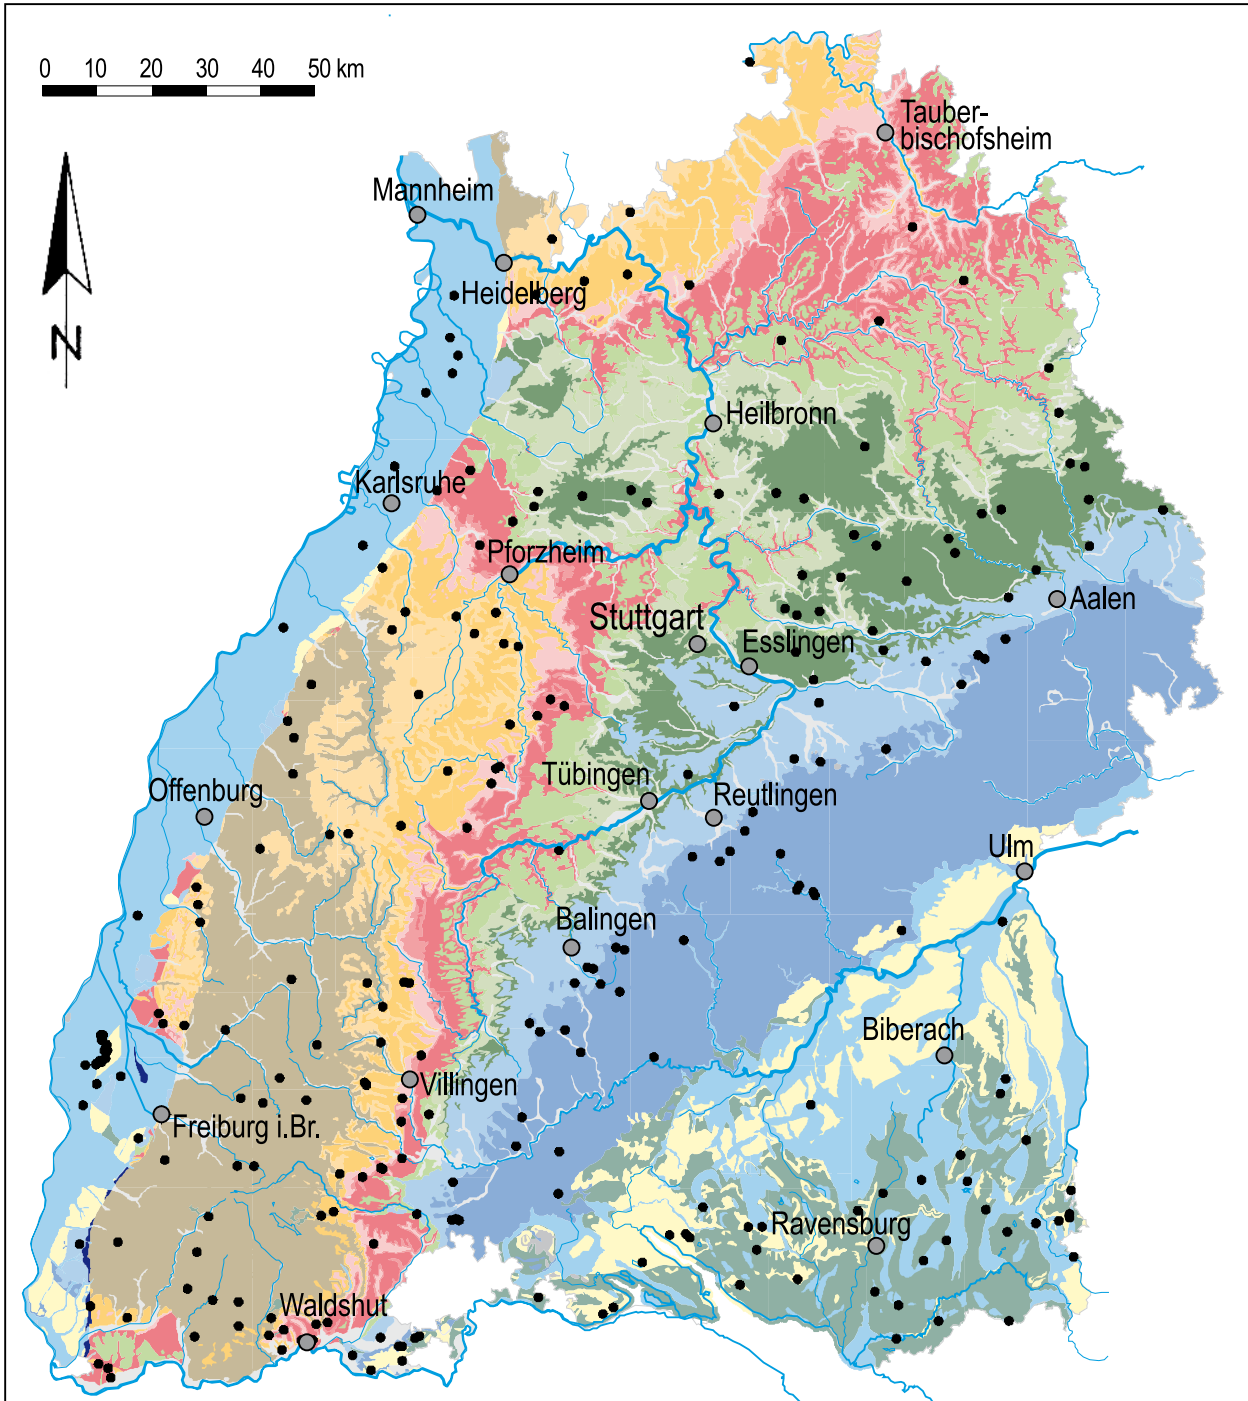 0 10 20 30 40 50 km
Tauber-
bischofsheim
Mannheim
Heidelberg
N
Heilbronn
Karlsruhe
Pforzheim
Stuttgart
Aalen
Esslingen
Tübingen
Reutlingen
Offenburg
Ulm
Balingen
Biberach
Villingen
Freiburg i.Br.
Ravensburg
Waldshut